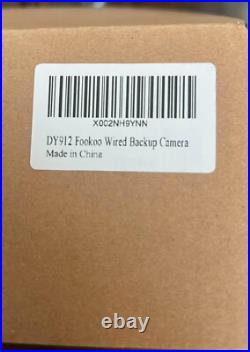 X002NH9YNN
DY912 Fookoo Wired Backup Camera
Made in China